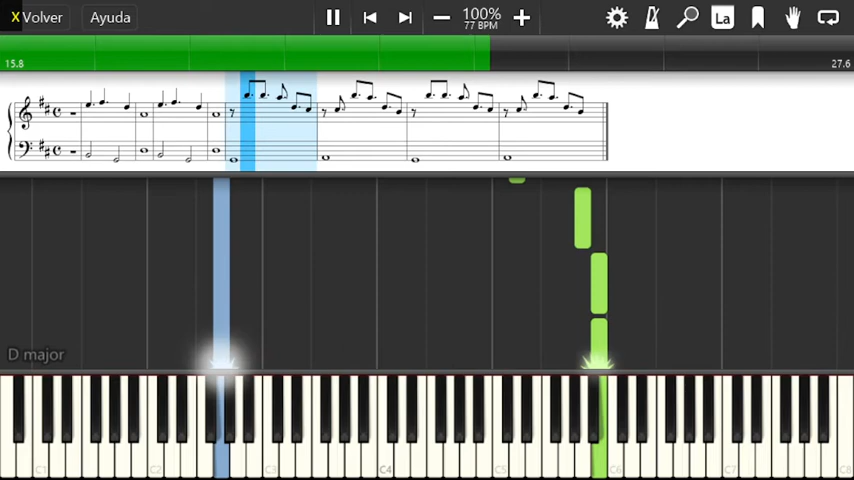 X Volver Ayuda 100% La
77 BPM
15.8 27.6
D major
C1 C2 C3 C4 C5 C6 C7 C8